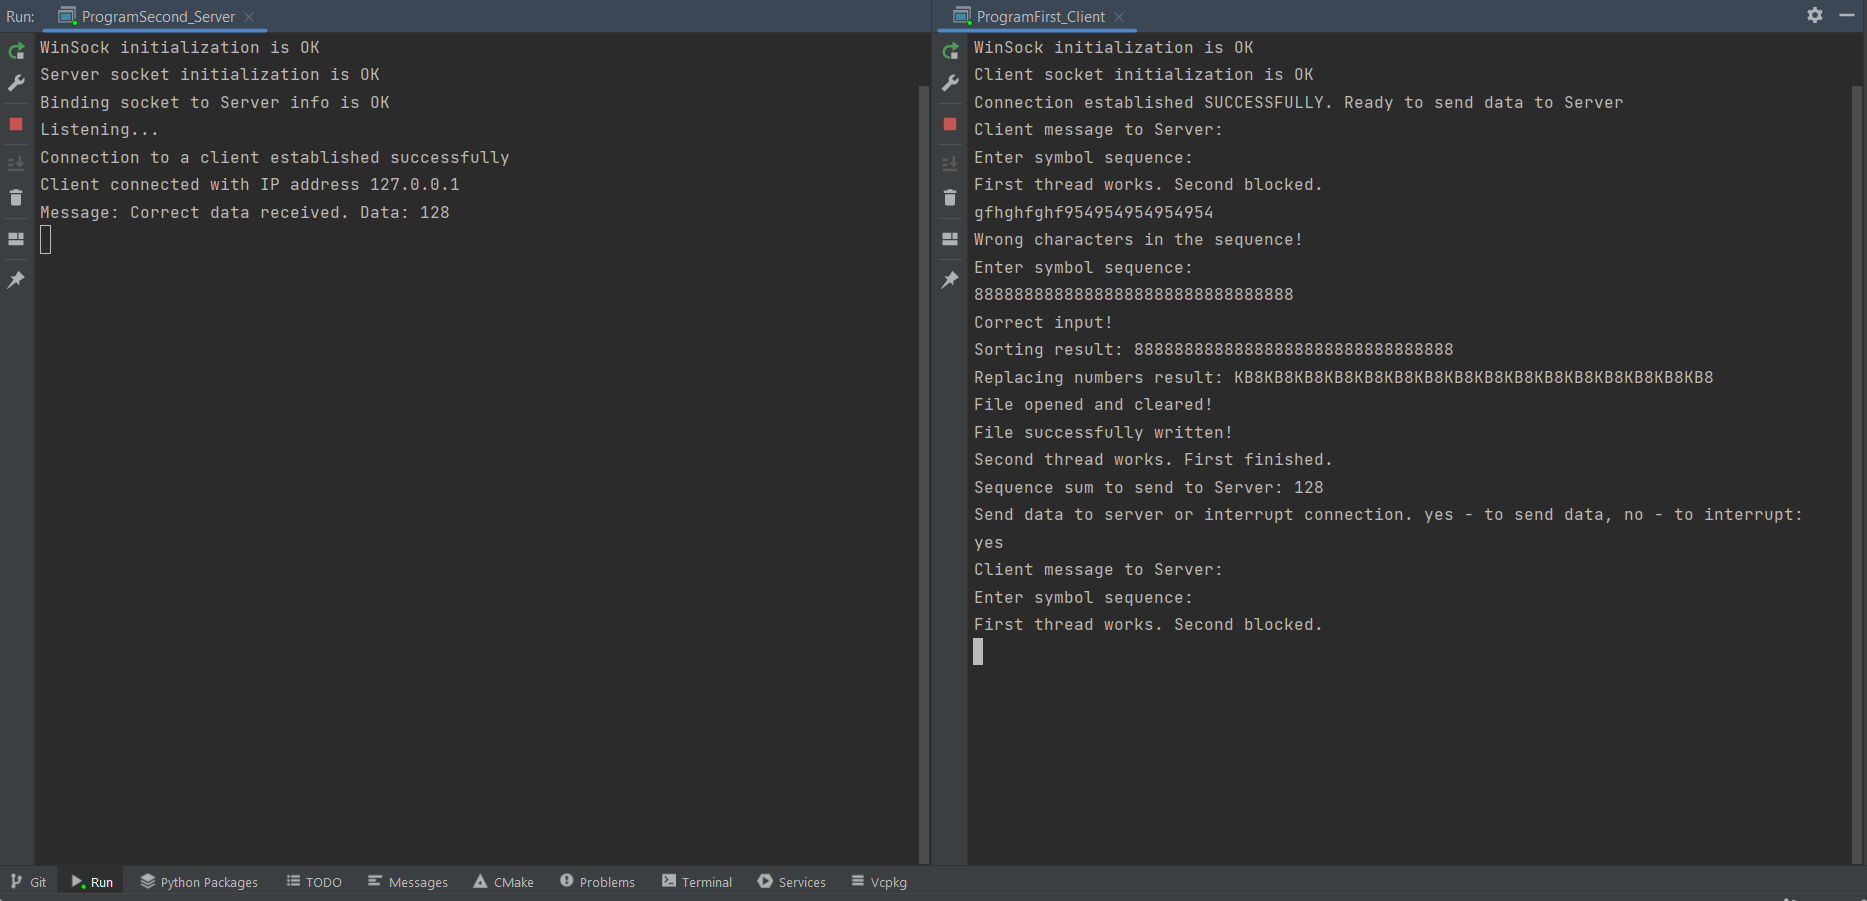 Run: ProgramSecond_Server
WinSock initialization is OK
Server socket initialization is OK
Binding socket to Server info is OK
Listening...
Connection to a client established successfully
Client connected with IP address 127.0.0.1
Message: Correct data received. Data: 128
ProgramFirst_Client
WinSock initialization is OK
Client socket initialization is OK
Connection established SUCCESSFULLY. Ready to send data to Server
Client message to Server:
Enter symbol sequence:
First thread works. Second blocked.
gfhghfghf954954954954954
Wrong characters in the sequence!
Enter symbol sequence:
88888888888888888888888888888888
Correct input!
Sorting result: 88888888888888888888888888888888
Replacing numbers result: KB8KB8KB8KB8KB8KB8KB8KB8KB8KB8KB8KB8KB8KB8KB8KB8
File opened and cleared!
File successfully written!
Second thread works. First finished.
Sequence sum to send to Server: 128
Send data to server or interrupt connection. yes - to send data, no - to interrupt:
yes
Client message to Server:
Enter symbol sequence:
First thread works. Second blocked.
Git Run Python Packages TODO Messages CMake Problems Terminal Services Vcpkg